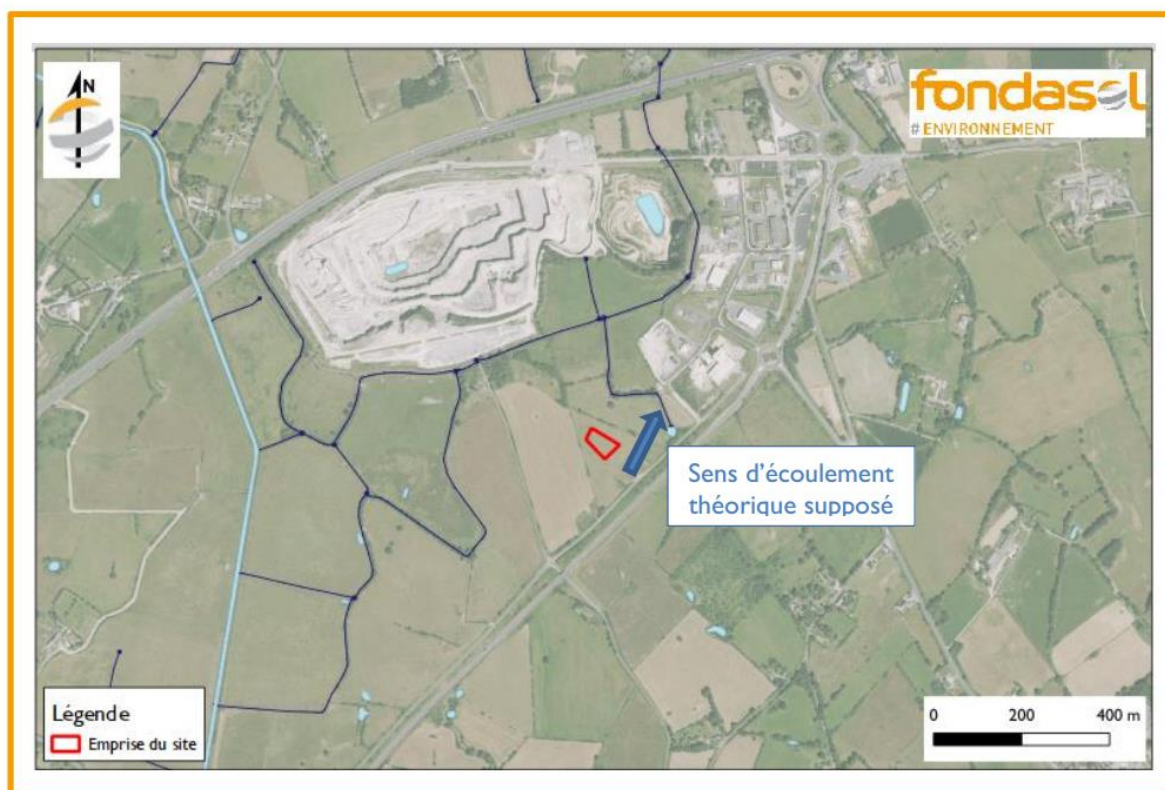 N
fondasol
# ENVIRONNEMENT
Sens d’écoulement
théorique supposé
Légende
Emprise du site
0 200 400 m